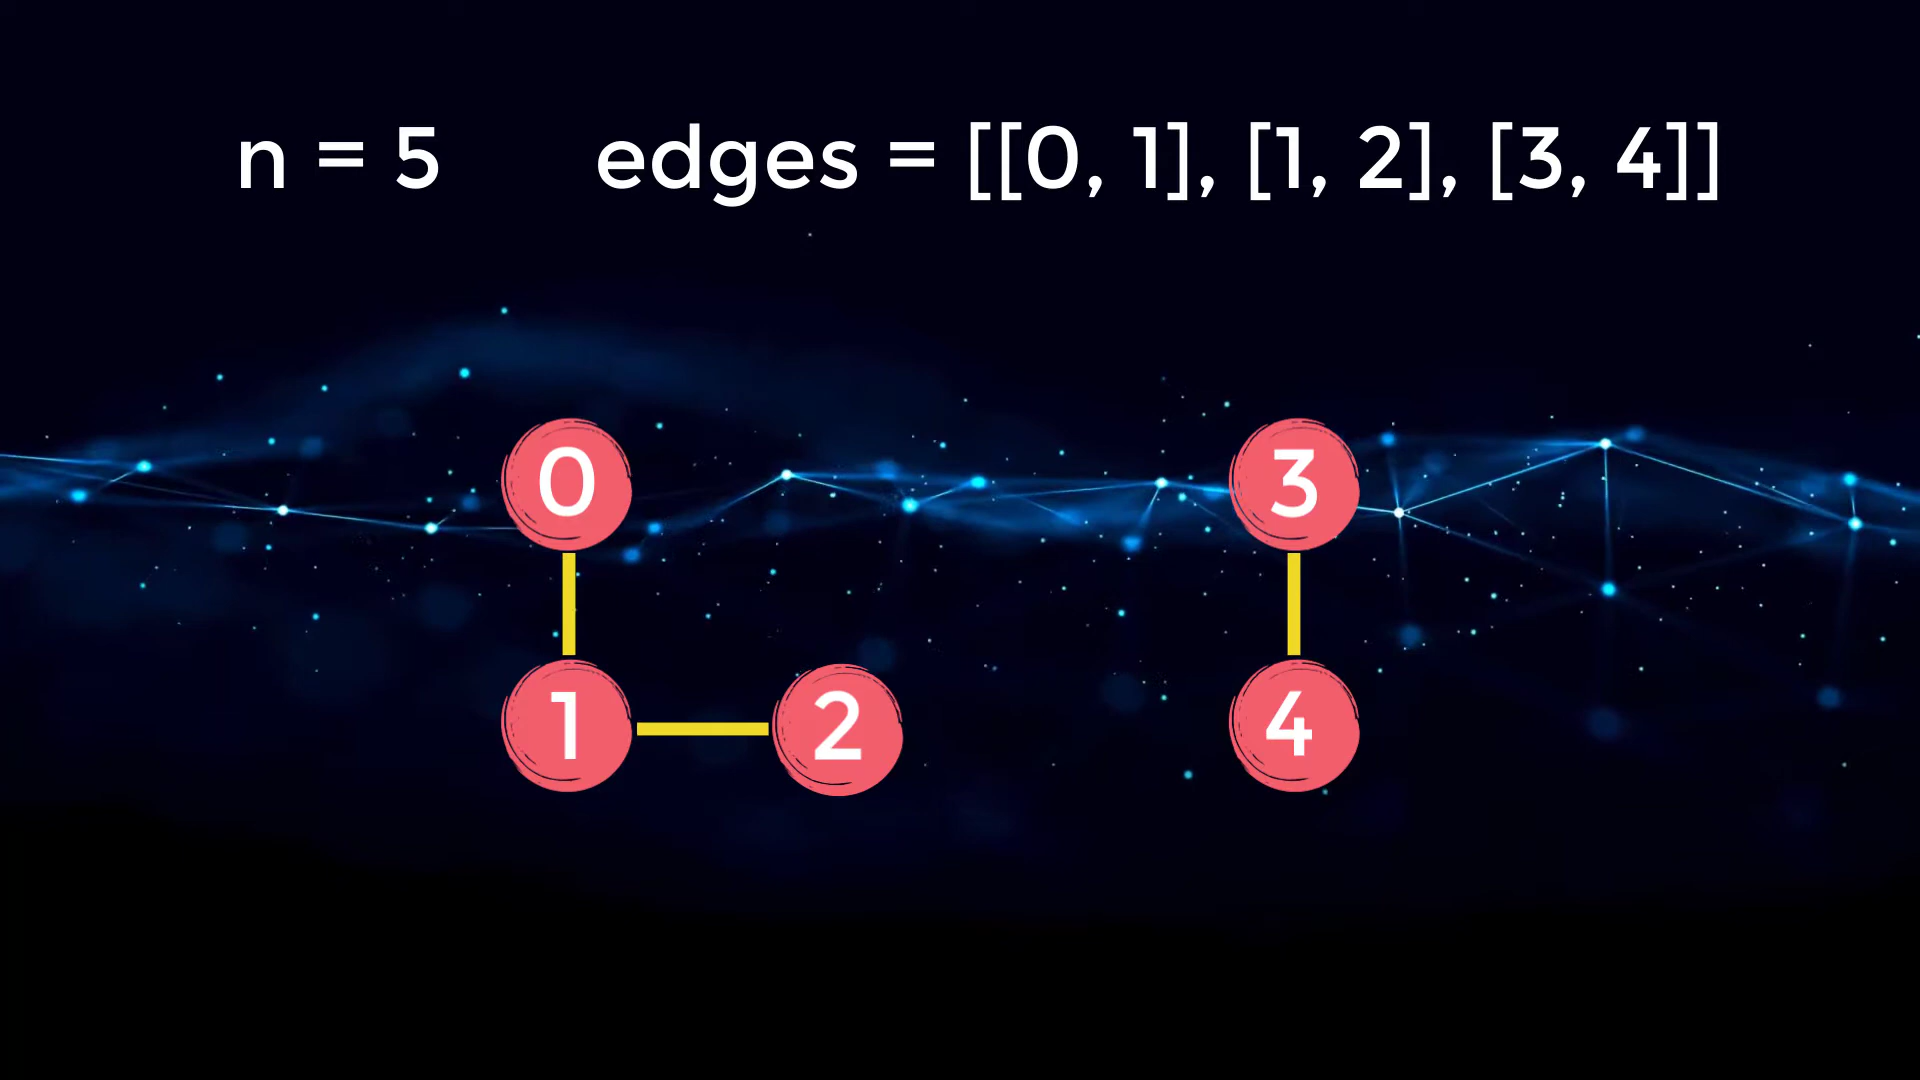 n = 5 edges = [[0, 1], [1, 2], [3, 4]]
0 3
1 2 4